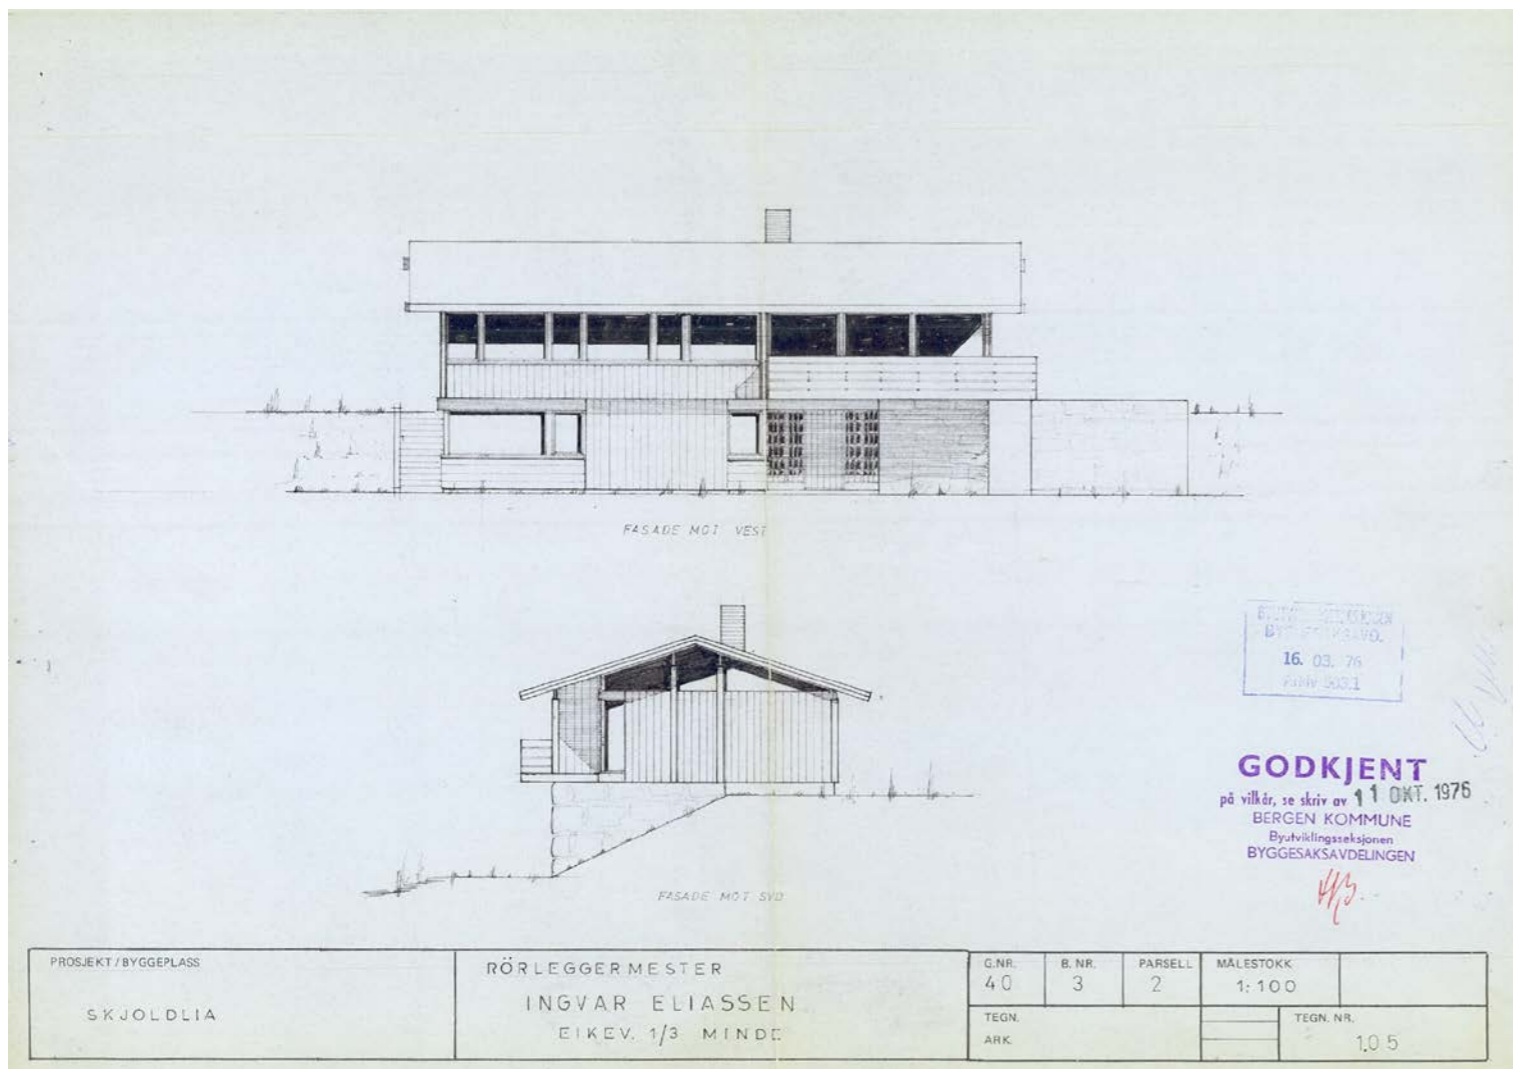 FASADE MOT VEST
FASADE MOT SYD
16. 03. 76
GODKJENT
på vilkår, se skriv av 11 OKT. 1976
BERGEN KOMMUNE
Byutviklingsseksjonen
BYGGESAKSAVDELINGEN
PROSJEKT / BYGGEPLASS
SKJOLDLIA
RÖRLEGGERMESTER
INGVAR ELIASSEN
EIKEV. 1/3 MINDE
G.NR.
40
B. NR.
3
PARSELL
2
MÅLESTOKK
1:100
TEGN.
ARK.
TEGN. NR.
1.05